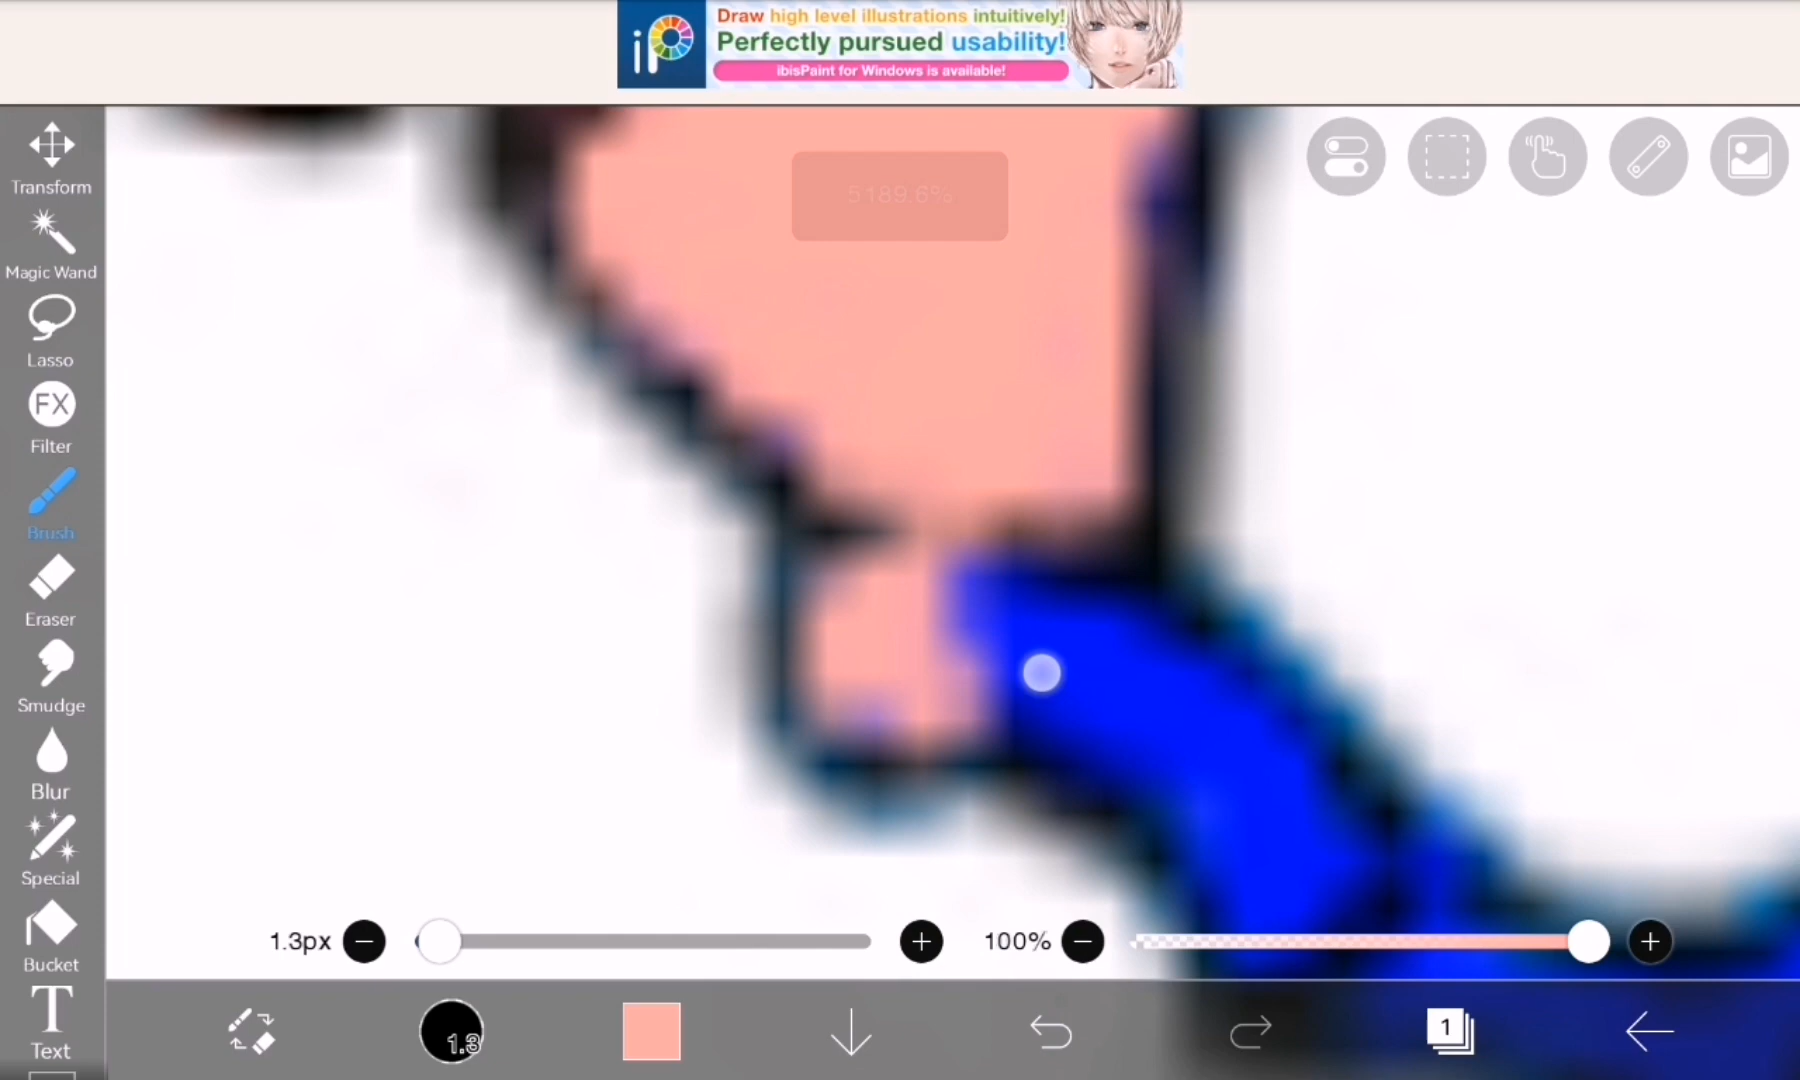 iP
Draw high level illustrations intuitively!
Perfectly pursued usability!
ibisPaint for Windows is available!
5189.6%
Transform
Magic Wand
Lasso
FX
Filter
Brush
Eraser
Smudge
Blur
Special
Bucket
T
Text
1.3px
100%
1.3
1